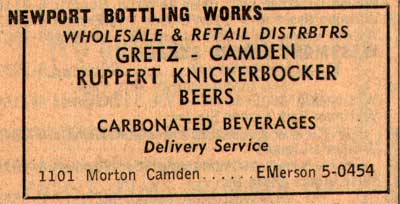 NEWPORT BOTTLING WORKS
WHOLESALE & RETAIL DISTRBTRS
GRETZ - CAMDEN
RUPPERT KNICKERBOCKER
BEERS
CARBONATED BEVERAGES
Delivery Service
1101 Morton Camden......EMerson 5-0454